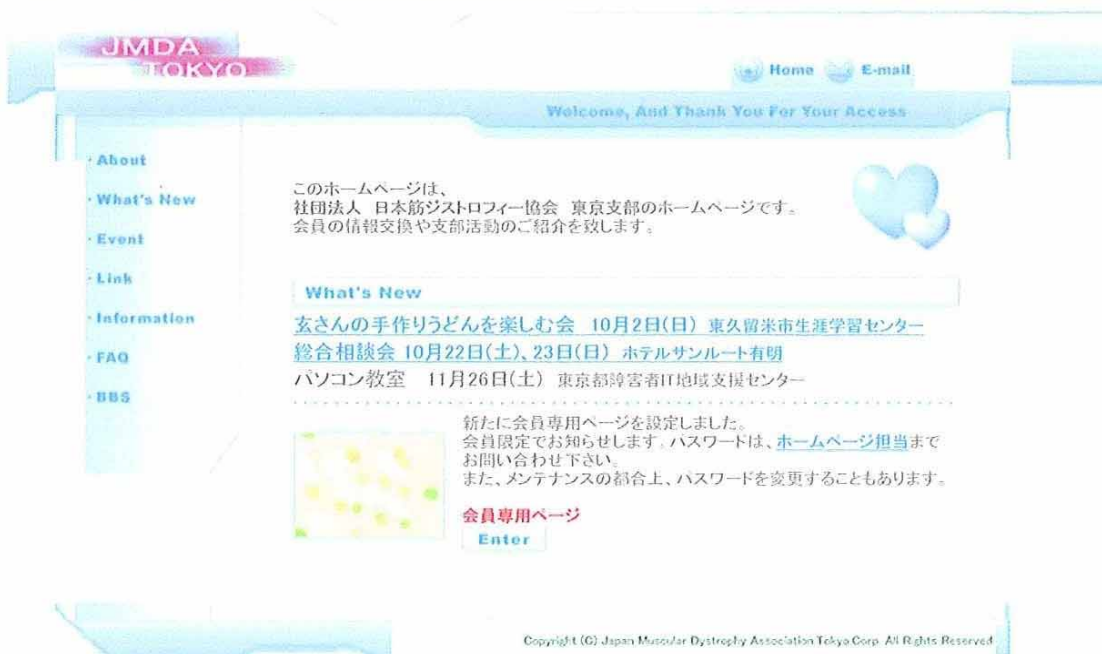 JMDA
TOKYO
Home E-mail
Welcome, And Thank You For Your Access
・About
・What's New
・Event
・Link
・Information
・FAQ
・BBS
このホームページは、
社団法人 日本筋ジストロフィー協会 東京支部のホームページです。
会員の情報交換や支部活動のご紹介を致します。
What's New
玄さんの手作りうどんを楽しむ会 10月2日(日) 東久留米市生涯学習センター
総合相談会 10月22日(土)、23日(日) ホテルサンルート有明
パソコン教室 11月26日(土) 東京都障害者IT地域支援センター
新たに会員専用ページを設定しました。
会員限定でお知らせします。パスワードは、ホームページ担当まで
お問い合わせ下さい。
また、メンテナンスの都合上、パスワードを変更することもあります。
会員専用ページ
Enter
Copyright (C) Japan Muscular Dystrophy Association Tokyo Corp. All Rights Reserved